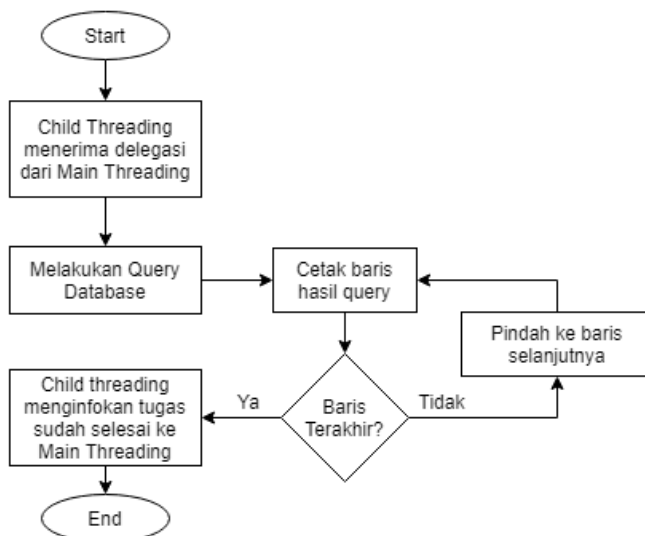 Start
Child Threading
menerima delegasi
dari Main Threading
Melakukan Query
Database
Cetak baris
hasil query
Pindah ke baris
selanjutnya
Baris
Terakhir?
Tidak
Ya
Child threading
menginfokan tugas
sudah selesai ke
Main Threading
End